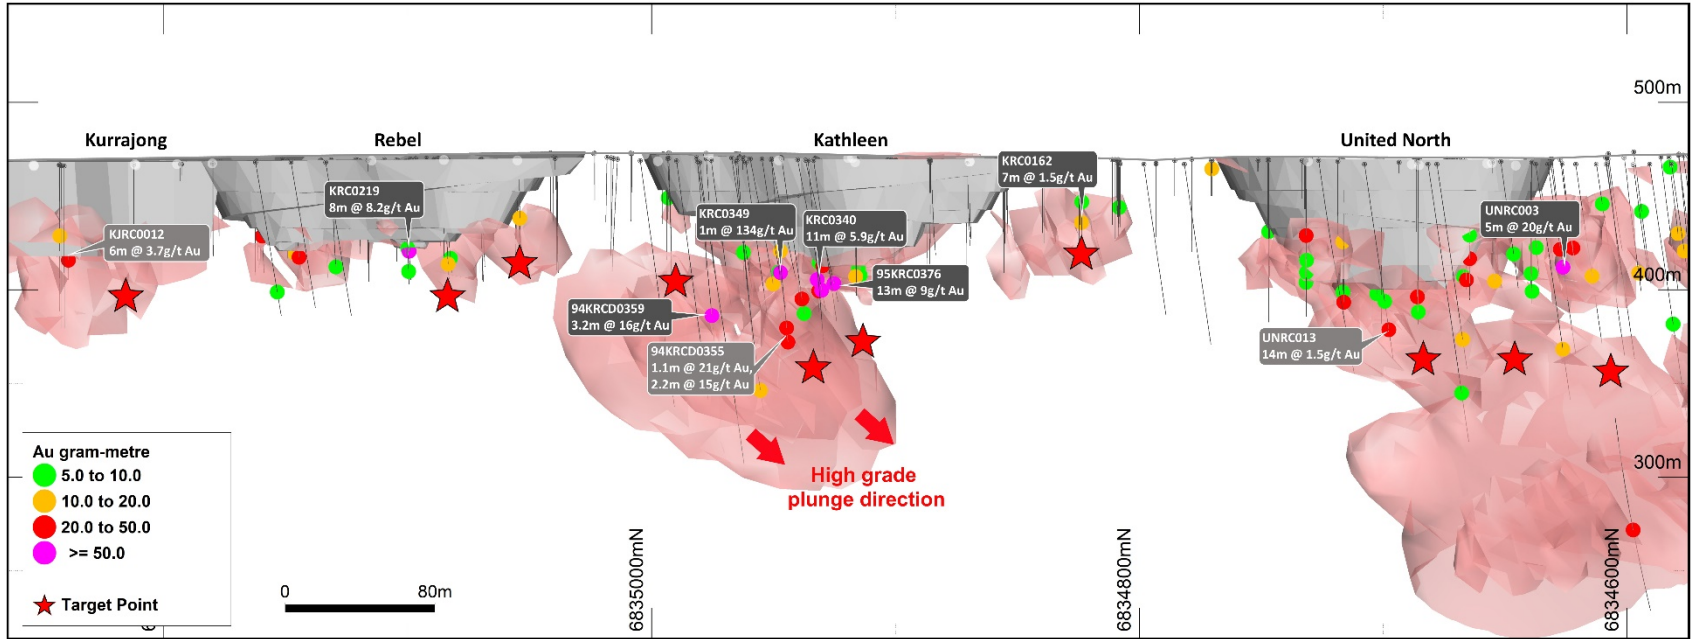 500m
Kurrajong
Rebel
Kathleen
United North
KRC0162
7m @ 1.5g/t Au
KRC0219
8m @ 8.2g/t Au
KRC0349
1m @ 134g/t Au
KRC0340
11m @ 5.9g/t Au
UNRC003
5m @ 20g/t Au
KJRC0012
6m @ 3.7g/t Au
95KRC0376
13m @ 9g/t Au
400m
94KRCD0359
3.2m @ 16g/t Au
UNRC013
14m @ 1.5g/t Au
94KRCD0355
1.1m @ 21g/t Au,
2.2m @ 15g/t Au
300m
High grade
plunge direction
Au gram-metre
5.0 to 10.0
10.0 to 20.0
20.0 to 50.0
>= 50.0
Target Point
0 80m
6835000mN
6834800mN
6834600mN